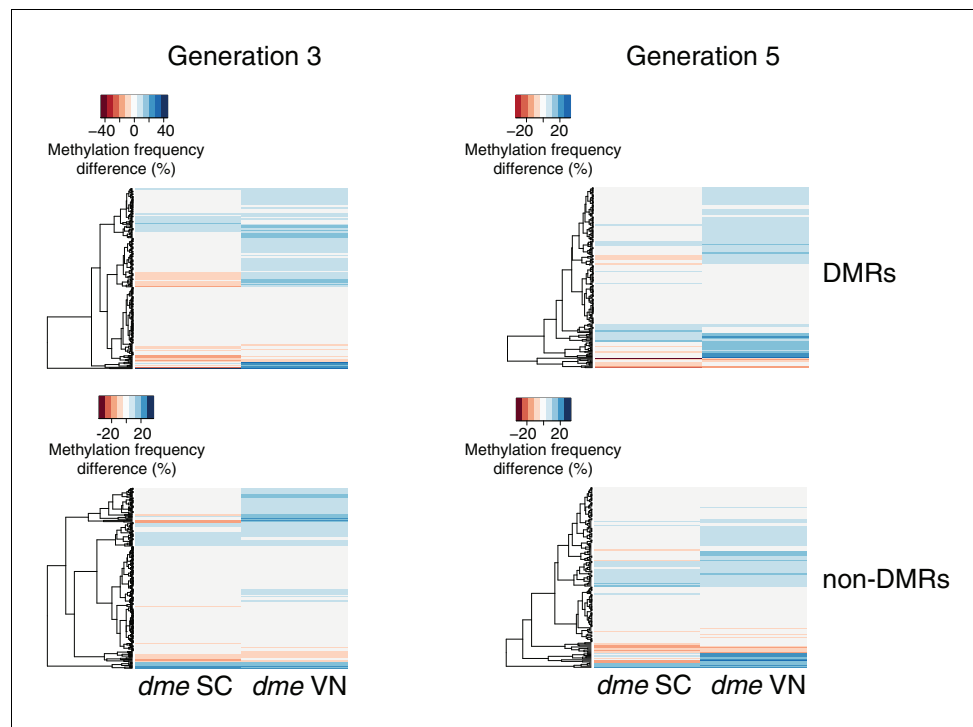 Generation 3
Generation 5
−40 0 40
Methylation frequency
difference (%)
−20 20
Methylation frequency
difference (%)
DMRs
-20 20
Methylation frequency
difference (%)
−20 20
Methylation frequency
difference (%)
non-DMRs
dme SC dme VN
dme SC dme VN